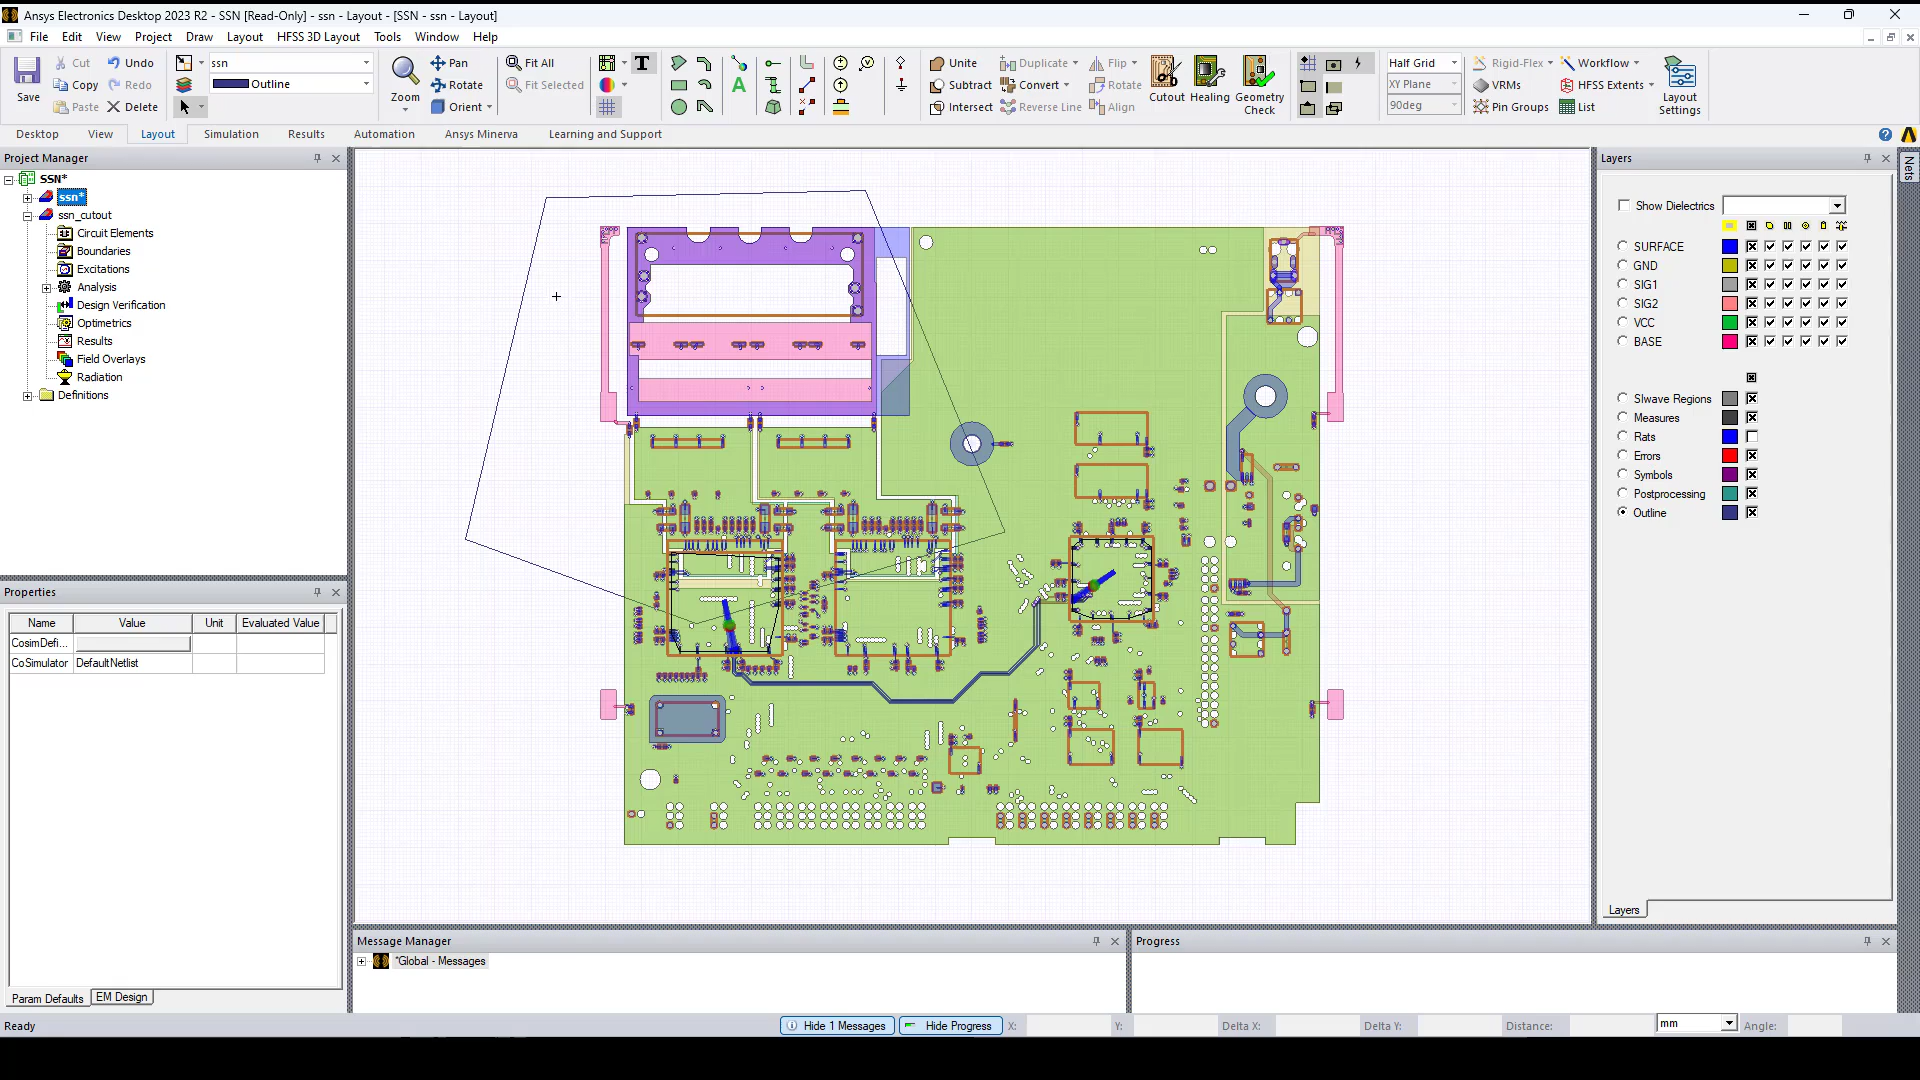 Ansys Electronics Desktop 2023 R2 - SSN [Read-Only] - ssn - Layout - [SSN - ssn - Layout]
File Edit View Project Draw Layout HFSS 3D Layout Tools Window Help
Save
Cut
Copy
Paste
Undo
Redo
Delete
ssn
Outline
Zoom
Pan
Rotate
Orient
Fit All
Fit Selected
T
A
Unite
Subtract
Intersect
Duplicate
Convert
Reverse Line
Flip
Rotate
Align
Cutout
Healing
Geometry Check
Half Grid
XY Plane
90deg
Rigid-Flex
VRMs
Pin Groups
Workflow
HFSS Extents
List
Layout Settings
Desktop View Layout Simulation Results Automation Ansys Minerva Learning and Support
Project Manager
SSN*
ssn*
ssn_cutout
Circuit Elements
Boundaries
Excitations
Analysis
Design Verification
Optimetrics
Results
Field Overlays
Radiation
Definitions
Properties
Name Value Unit Evaluated Value
CosimDefi...
CoSimulator DefaultNetlist
Param Defaults EM Design
Layers
Nets
Show Dielectrics
SURFACE
GND
SIG1
SIG2
VCC
BASE
SIwave Regions
Measures
Rats
Errors
Symbols
Postprocessing
Outline
Layers
Message Manager
*Global - Messages
Progress
Ready
Hide 1 Messages
Hide Progress
X:
Y:
Delta X:
Delta Y:
Distance:
mm
Angle: